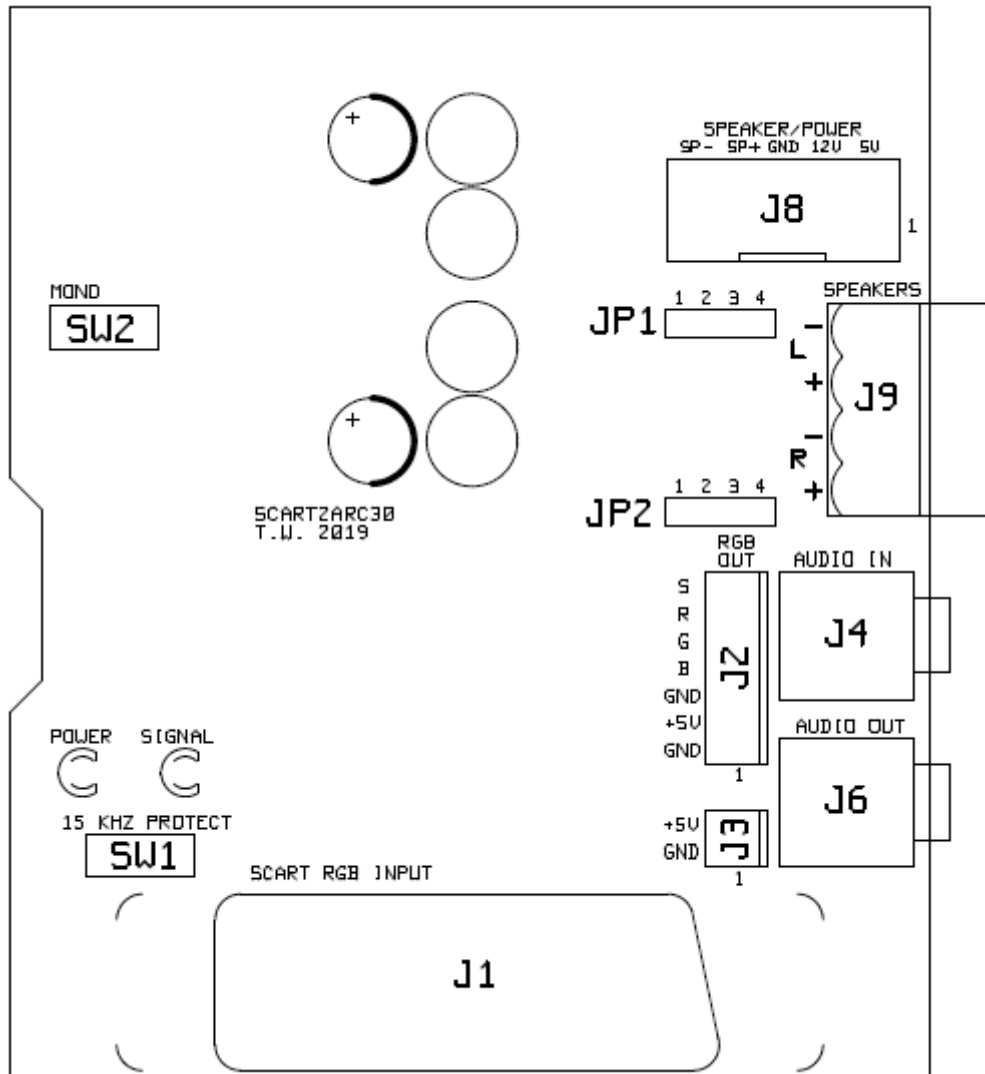 SPEAKER/POWER
SP- SP+ GND 12V 5V
J8
1
MONO
SW2
1 2 3 4
JP1
SPEAKERS
-
L
+
J9
-
R
+
1 2 3 4
JP2
SCART2ARC30
T.W. 2019
RGB
OUT
S
R
G
B
GND
+5V
GND
J2
1
AUDIO IN
J4
AUDIO OUT
J6
POWER SIGNAL
15 KHZ PROTECT
SW1
+5V
GND
J3
1
SCART RGB INPUT
J1